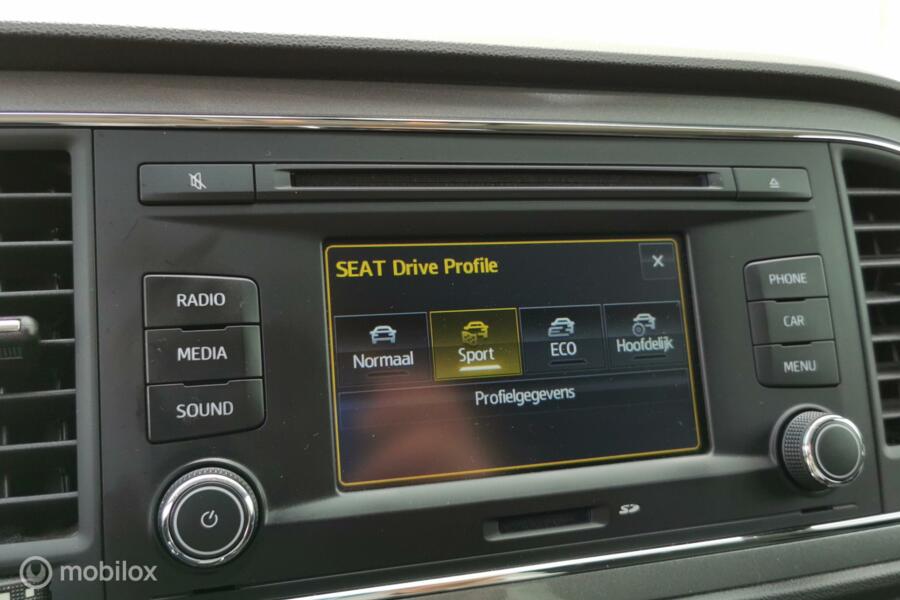 SEAT Drive Profile
RADIO
MEDIA
SOUND
Normaal
Sport
ECO
Hoofdelijk
Profielgegevens
PHONE
CAR
MENU
SD
mobilox